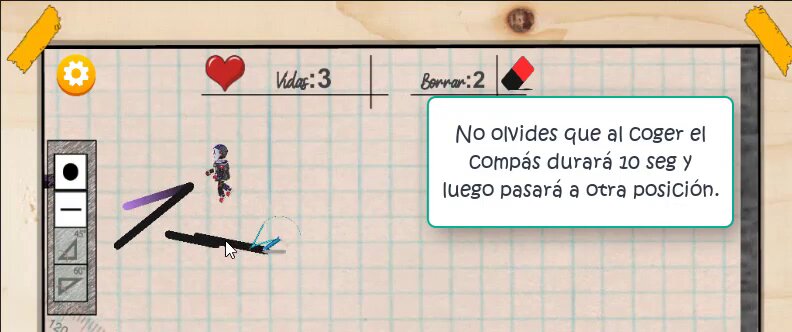 Vidas:3
Borrar:2
No olvides que al coger el
compás durará 10 seg y
luego pasará a otra posición.
45°
60°
120